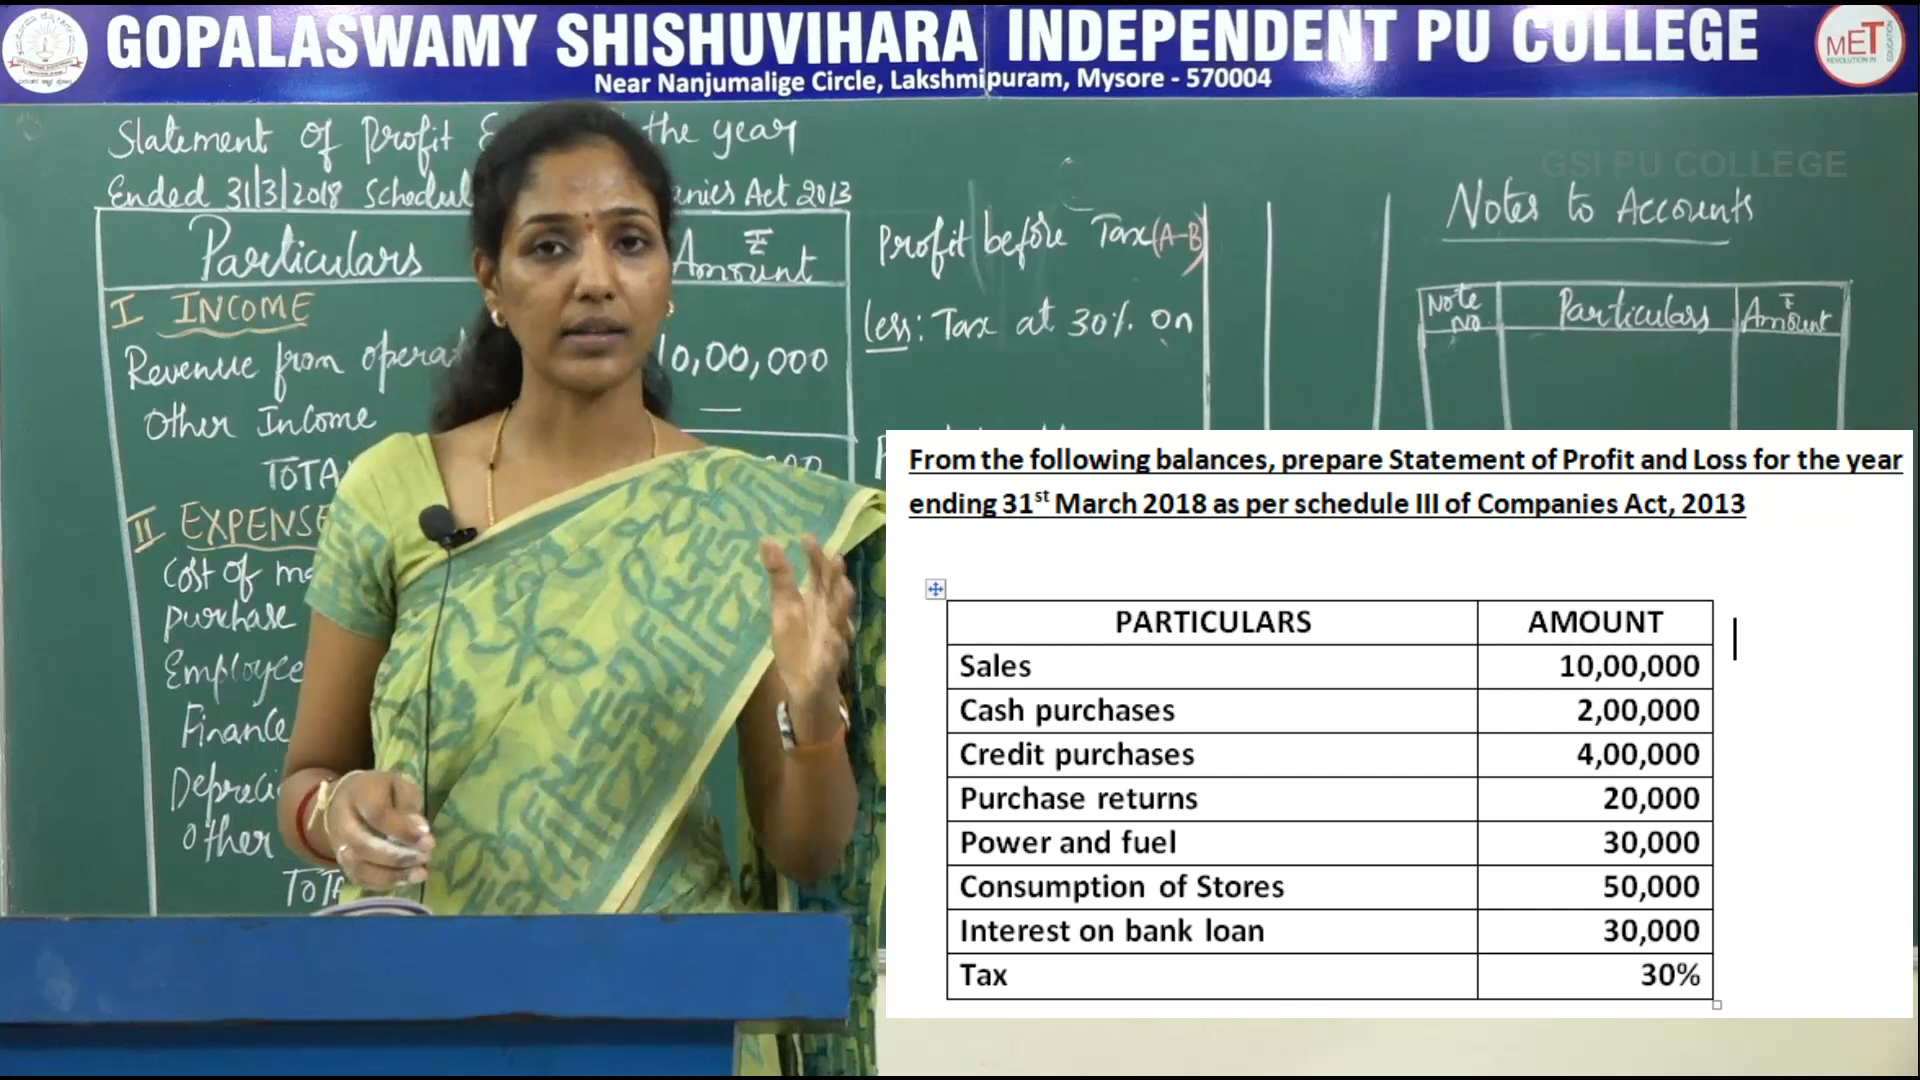 GOPALASWAMY SHISHUVIHARA INDEPENDENT PU COLLEGE
Near Nanjumalige Circle, Lakshmipuram, Mysore - 570004
MET
REVOLUTION IN EDUCATION
GSI PU COLLEGE
Statement of Profit & the year
Ended 31/3/2018 Schedul Act 2013
Particulars ₹ Amount
I INCOME
Revenue from operat 10,00,000
Other Income —
TOTA
II EXPENSE
Cost of ma
purchase
Employee
Finance
Depreci
Other
TOTA
Profit before Tax (A-B)
Less: Tax at 30% on
Notes to Accounts
Note No. Particulars ₹ Amount
From the following balances, prepare Statement of Profit and Loss for the year
ending 31st March 2018 as per schedule III of Companies Act, 2013
PARTICULARS AMOUNT
Sales 10,00,000
Cash purchases 2,00,000
Credit purchases 4,00,000
Purchase returns 20,000
Power and fuel 30,000
Consumption of Stores 50,000
Interest on bank loan 30,000
Tax 30%